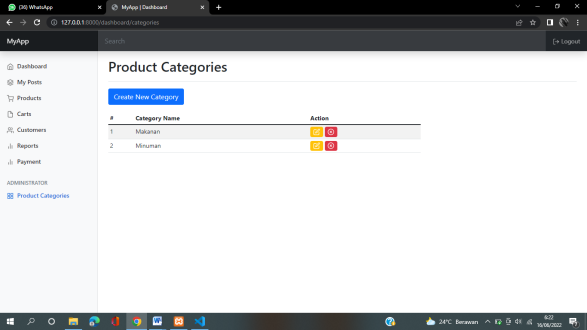 (36) WhatsApp
MyApp | Dashboard
127.0.0.1:8000/dashboard/categories
MyApp
Search
Logout
Dashboard
My Posts
Products
Carts
Customers
Reports
Payment
ADMINISTRATOR
Product Categories
Product Categories
Create New Category
# Category Name Action
1 Makanan
2 Minuman
24°C Berawan
6:22
16/06/2022